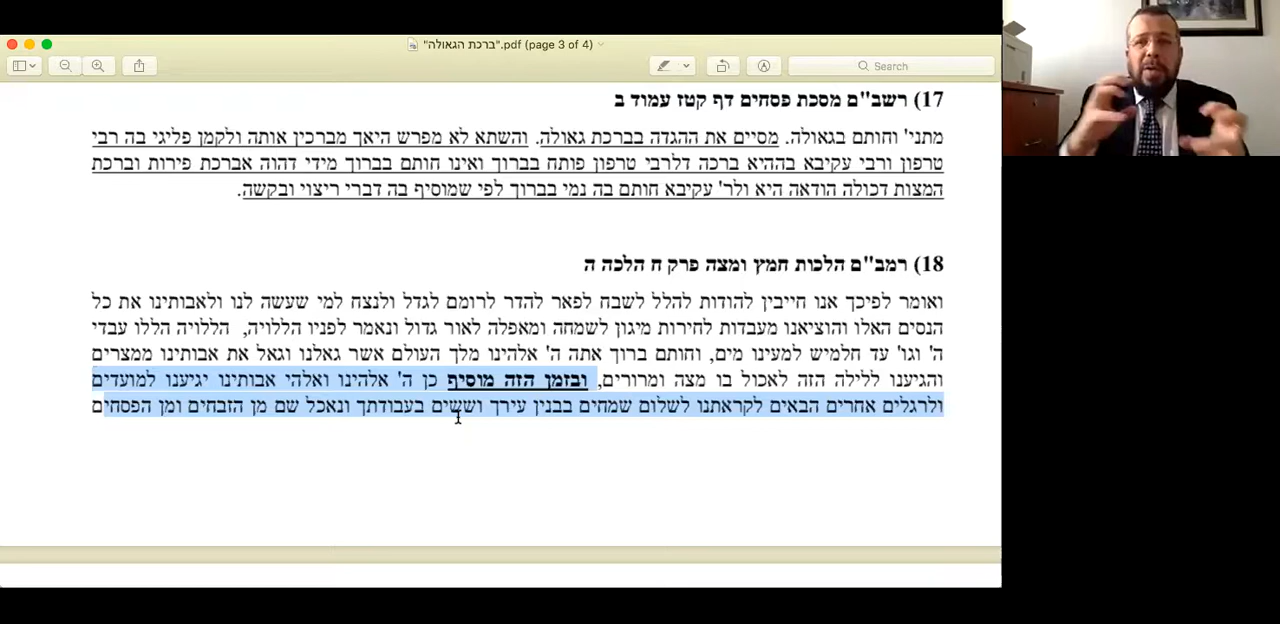 "ברכת הגאולה".pdf (page 3 of 4)
Search
17) רשב"ם מסכת פסחים דף קטז עמוד ב
מתני' וחותם בגאולה. מסיים את ההגדה בברכת גאולה. והשתא לא מפרש היאך מברכין אותה ולקמן פליגי בה רבי
טרפון ורבי עקיבא בההיא ברכה דלרבי טרפון פותח בברוך ואינו חותם בברוך מידי דהוה אברכת פירות וברכת
המצות דכולה הודאה היא ולר' עקיבא חותם בה נמי בברוך לפי שמוסיף בה דברי ריצוי ובקשה.
18) רמב"ם הלכות חמץ ומצה פרק ח הלכה ה
ואומר לפיכך אנו חייבין להודות להלל לשבח לפאר להדר לרומם לגדל ולנצח למי שעשה לנו ולאבותינו את כל
הנסים האלו והוציאנו מעבדות לחירות מיגון לשמחה ומאפלה לאור גדול ונאמר לפניו הללויה, הללויה הללו עבדי
ה' וגו' עד חלמיש למעינו מים, וחותם ברוך אתה ה' אלהינו מלך העולם אשר גאלנו וגאל את אבותינו ממצרים
והגיענו ללילה הזה לאכול בו מצה ומרורים, ובזמן הזה מוסיף כן ה' אלהינו ואלהי אבותינו יגיענו למועדים
ולרגלים אחרים הבאים לקראתנו לשלום שמחים בבנין עירך וששים בעבודתך ונאכל שם מן הזבחים ומן הפסחים